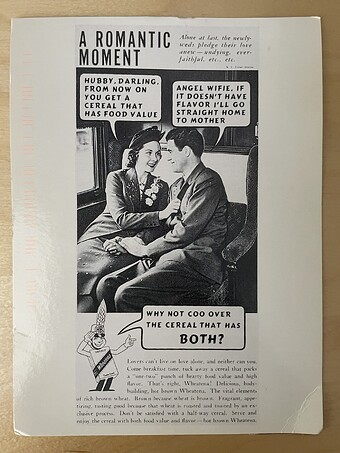 A ROMANTIC
MOMENT
Alone at last, the newly-
weds pledge their love
anew — undying, ever-
faithful, etc., etc.
HUBBY, DARLING,
FROM NOW ON
YOU GET A
CEREAL THAT
HAS FOOD VALUE
ANGEL WIFIE, IF
IT DOESN'T HAVE
FLAVOR I'LL GO
STRAIGHT HOME
TO MOTHER
WHY NOT COO OVER
THE CEREAL THAT HAS
BOTH?
Lovers can't live on love alone, and neither can you.
Come breakfast time, tuck away a cereal that packs
a "one-two" punch of hearty food value and high
flavor. That's right, Wheatena! Delicious, body-
building, hot brown Wheatena. The vital elements
of rich brown wheat. Brown because wheat is brown. Fragrant, appe-
tizing, tasting good because that wheat is roasted and toasted by an ex-
clusive process. Don't be satisfied with a half-way cereal. Serve and
enjoy the cereal with both food value and flavor — hot brown Wheatena.